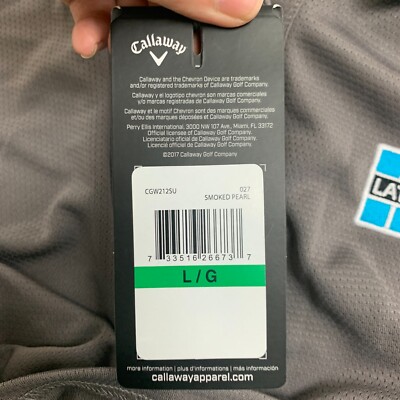 Callaway
Callaway and the Chevron Device are trademarks
and/or registered trademarks of Callaway Golf Company.
Callaway y el logotipo chevron son marcas comerciales
y/o marcas registradas de Callaway Golf Company.
Callaway et le motif Chevron sont des marques commerciales
et/ou des marques déposées de Callaway Golf Company.
Perry Ellis International, 3000 NW 107 Ave., Miami, FL 33172
Official licensees of Callaway Golf Company.
Licenciatario oficial de Callaway Golf Company.
Licencié officiel de Callaway Golf Company.
©2017 Callaway Golf Company.
CGW212SU 027
SMOKED PEARL
7 33516 26673 7
L / G
more information | plus d'informations | más información
callawayapparel.com
LAT